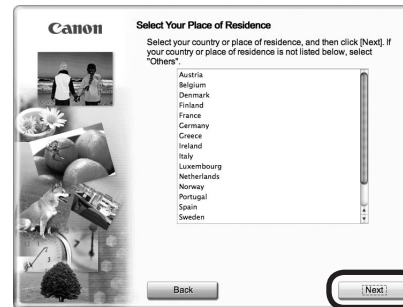 Canon
Select Your Place of Residence
Select your country or place of residence, and then click [Next]. If
your country or place of residence is not listed below, select
"Others".
Austria
Belgium
Denmark
Finland
France
Germany
Greece
Ireland
Italy
Luxembourg
Netherlands
Norway
Portugal
Spain
Sweden
Back
Next